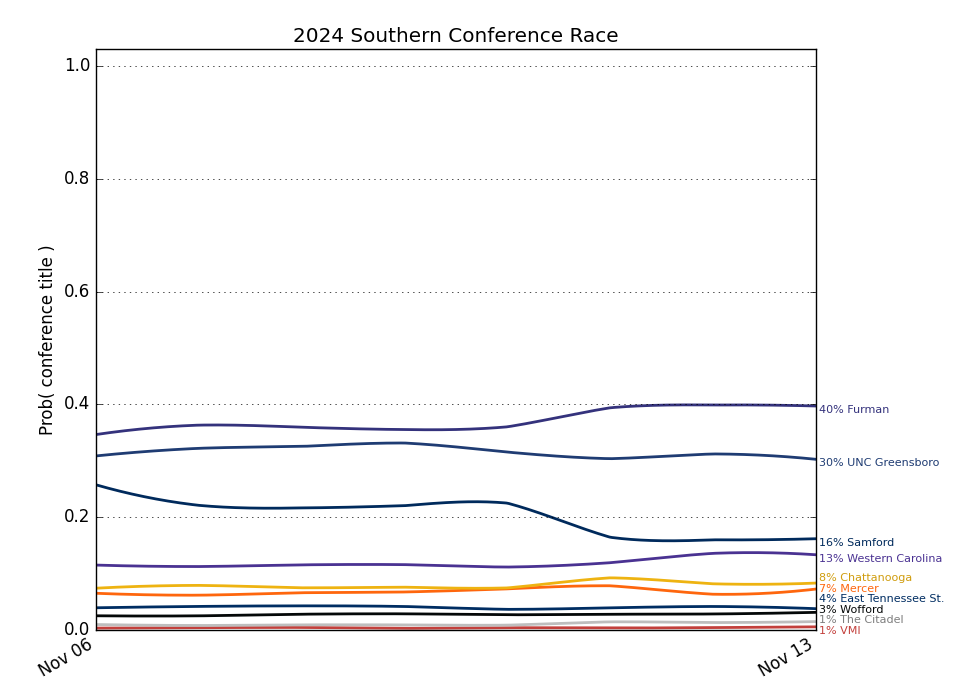 2024 Southern Conference Race
Prob( conference title )
1.0
0.8
0.6
0.4
0.2
0.0
40% Furman
30% UNC Greensboro
16% Samford
13% Western Carolina
8% Chattanooga
7% Mercer
4% East Tennessee St.
3% Wofford
1% The Citadel
1% VMI
Nov 06
Nov 13